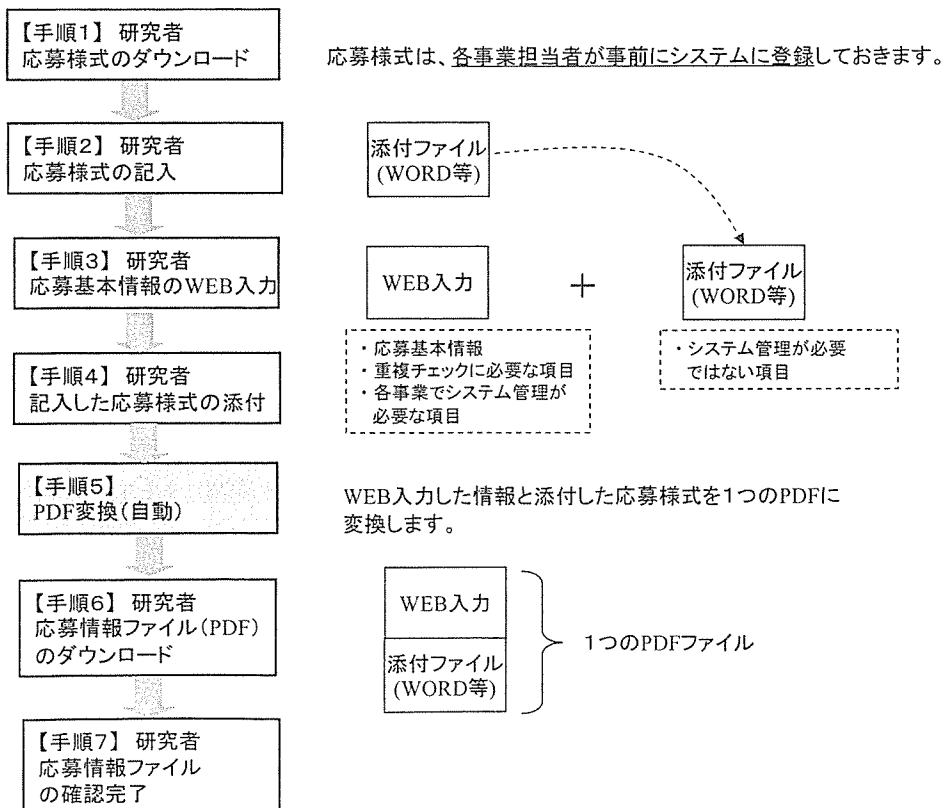 【手順1】 研究者
応募様式のダウンロード
応募様式は、各事業担当者が事前にシステムに登録しておきます。
【手順2】 研究者
応募様式の記入
添付ファイル
(WORD等)
【手順3】 研究者
応募基本情報のWEB入力
WEB入力
+
添付ファイル
(WORD等)
・応募基本情報
・重複チェックに必要な項目
・各事業でシステム管理が
必要な項目
・システム管理が必要
ではない項目
【手順4】 研究者
記入した応募様式の添付
【手順5】
PDF変換(自動)
WEB入力した情報と添付した応募様式を1つのPDFに
変換します。
【手順6】 研究者
応募情報ファイル(PDF)
のダウンロード
WEB入力
添付ファイル
(WORD等)
1つのPDFファイル
【手順7】 研究者
応募情報ファイル
の確認完了